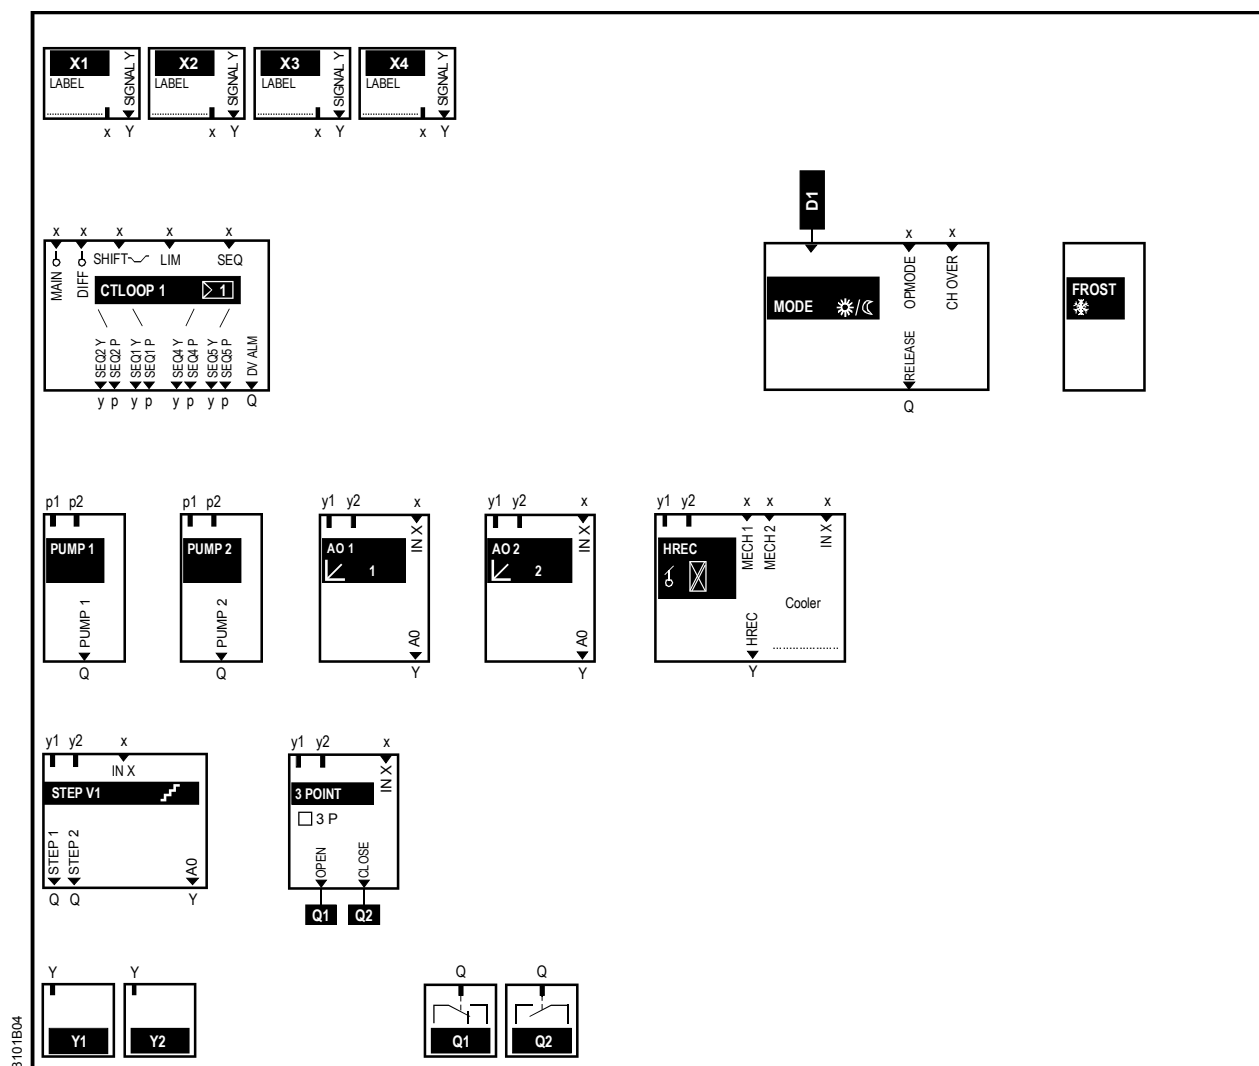 X1 X2 X3 X4
LABEL LABEL LABEL LABEL
SIGNAL Y SIGNAL Y SIGNAL Y SIGNAL Y
x Y x Y x Y x Y
D1
x x x x x
MAIN DIFF SHIFT LIM SEQ
CTLOOP 1 1
SEQ2 Y SEQ2 P SEQ1 Y SEQ1 P SEQ4 Y SEQ4 P SEQ5 Y SEQ5 P DV ALM
y p y p y p y p Q
x x
OPMODE CH OVER
MODE /
RELEASE
Q
FROST
p1 p2
PUMP 1
PUMP 1
Q
p1 p2
PUMP 2
PUMP 2
Q
y1 y2 x
IN X
AO 1
1
A0
Y
y1 y2 x
IN X
AO 2
2
A0
Y
y1 y2 x x x
MECH 1 MECH 2 IN X
HREC
Cooler
HREC
Y
y1 y2 x
IN X
STEP V1
STEP 1 STEP 2 A0
Q Q Y
y1 y2 x
IN X
3 POINT
3 P
OPEN CLOSE
Q1 Q2
Y Y
Y1 Y2
Q Q
Q1 Q2
3101B04